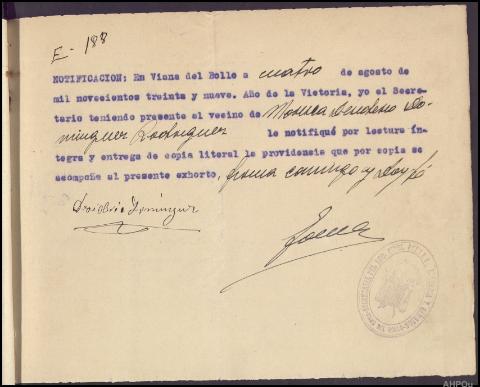 E-188
NOTIFICACION: En Viana del Bollo a cuatro de agosto de
mil novecientos treinta y nueve. Año de la Victoria, yo el Secre-
tario teniendo presente al vecino de
Do-
minguez Rodriguez le notifiqué por lectura ín-
tegra y entrega de copia literal la providencia que por copia se
acompaña al presente exhorto, firma conmigo y doy fé
Dominguez
AHPOu